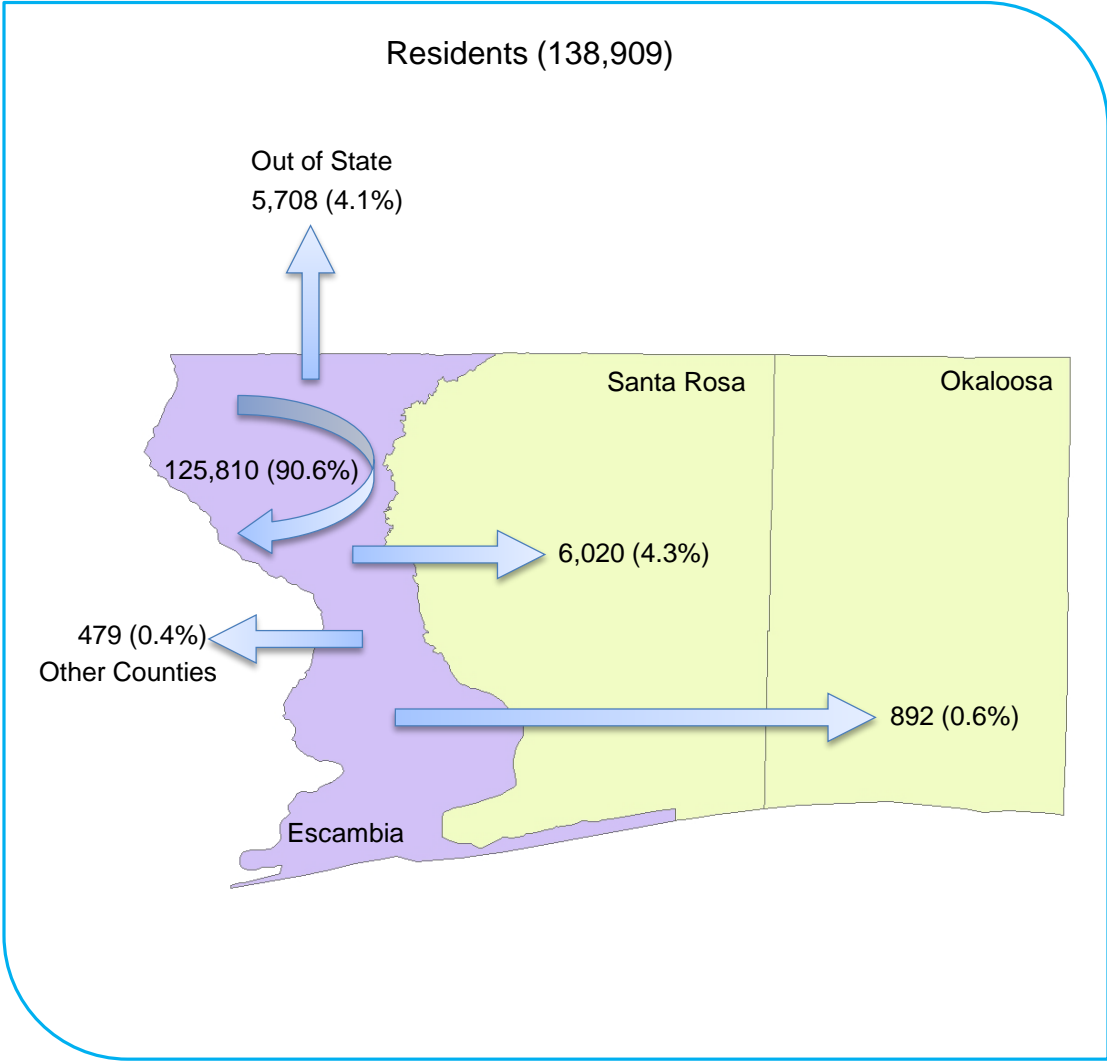 Residents (138,909)
Out of State
5,708 (4.1%)
Santa Rosa
Okaloosa
125,810 (90.6%)
6,020 (4.3%)
479 (0.4%)
Other Counties
892 (0.6%)
Escambia